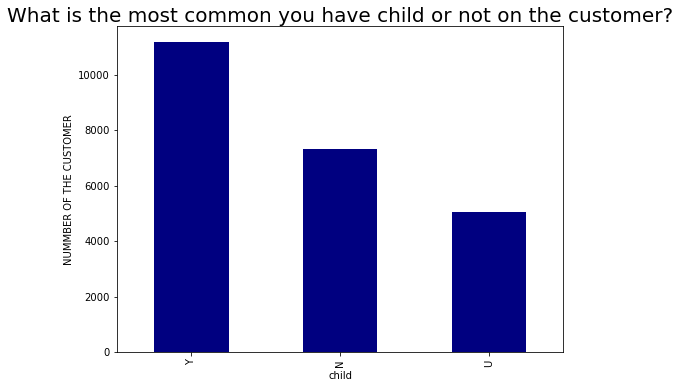 What is the most common you have child or not on the customer?
NUMMBER OF THE CUSTOMER
10000
8000
6000
4000
2000
0
Y
N
U
child